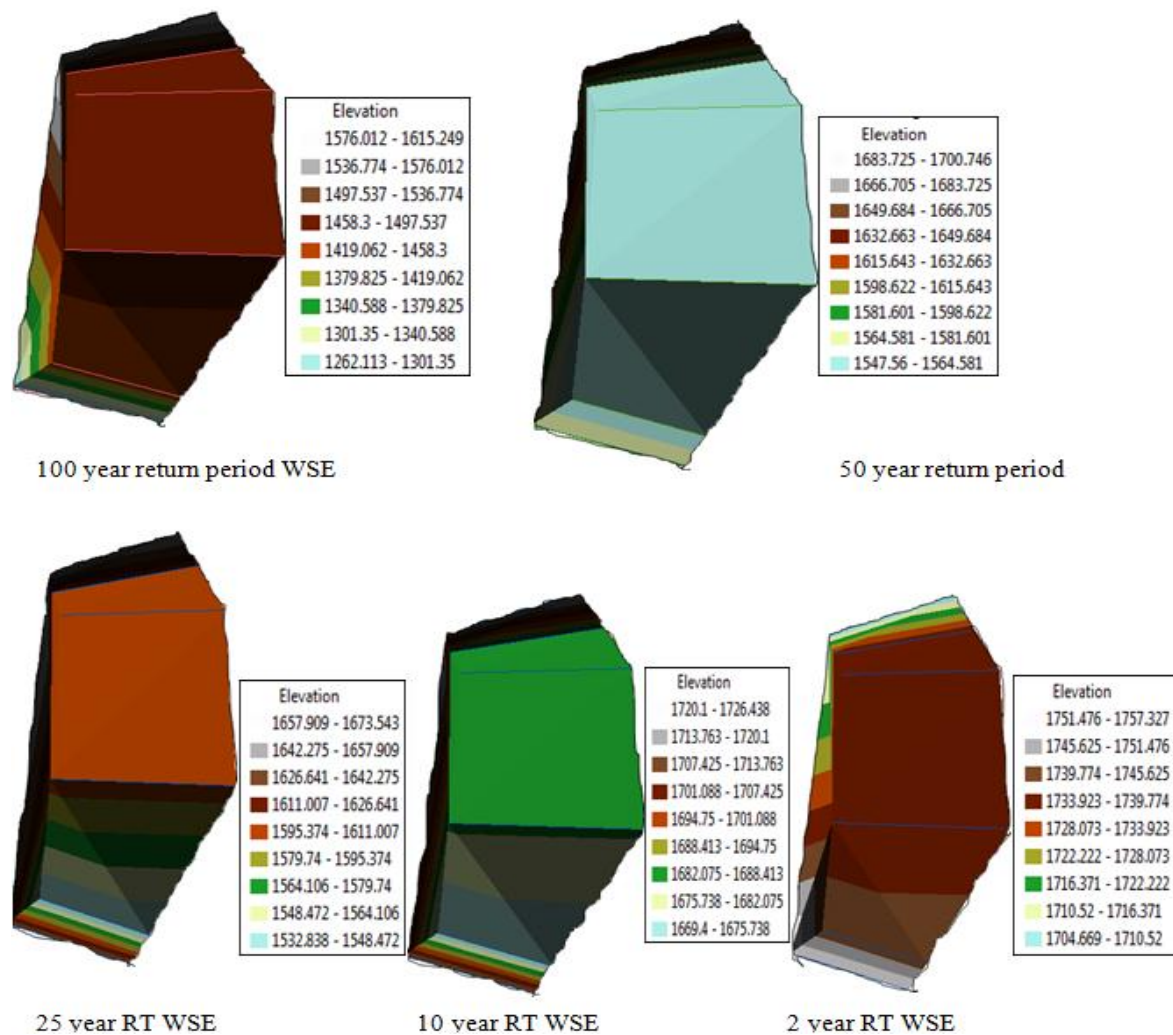 Elevation
1576.012 - 1615.249
1536.774 - 1576.012
1497.537 - 1536.774
1458.3 - 1497.537
1419.062 - 1458.3
1379.825 - 1419.062
1340.588 - 1379.825
1301.35 - 1340.588
1262.113 - 1301.35
Elevation
1683.725 - 1700.746
1666.705 - 1683.725
1649.684 - 1666.705
1632.663 - 1649.684
1615.643 - 1632.663
1598.622 - 1615.643
1581.601 - 1598.622
1564.581 - 1581.601
1547.56 - 1564.581
100 year return period WSE
50 year return period
Elevation
1657.909 - 1673.543
1642.275 - 1657.909
1626.641 - 1642.275
1611.007 - 1626.641
1595.374 - 1611.007
1579.74 - 1595.374
1564.106 - 1579.74
1548.472 - 1564.106
1532.838 - 1548.472
Elevation
1720.1 - 1726.438
1713.763 - 1720.1
1707.425 - 1713.763
1701.088 - 1707.425
1694.75 - 1701.088
1688.413 - 1694.75
1682.075 - 1688.413
1675.738 - 1682.075
1669.4 - 1675.738
Elevation
1751.476 - 1757.327
1745.625 - 1751.476
1739.774 - 1745.625
1733.923 - 1739.774
1728.073 - 1733.923
1722.222 - 1728.073
1716.371 - 1722.222
1710.52 - 1716.371
1704.669 - 1710.52
25 year RT WSE
10 year RT WSE
2 year RT WSE